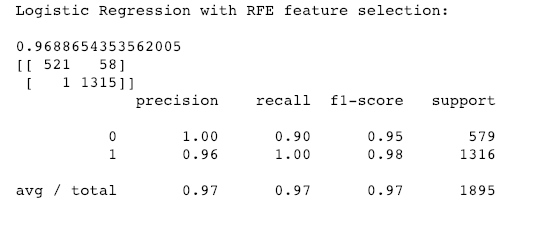 Logistic Regression with RFE feature selection:
0.9688654353562005
[[ 521   58]
 [   1 1315]]
             precision    recall  f1-score   support
          0       1.00      0.90      0.95       579
          1       0.96      1.00      0.98      1316
avg / total       0.97      0.97      0.97      1895